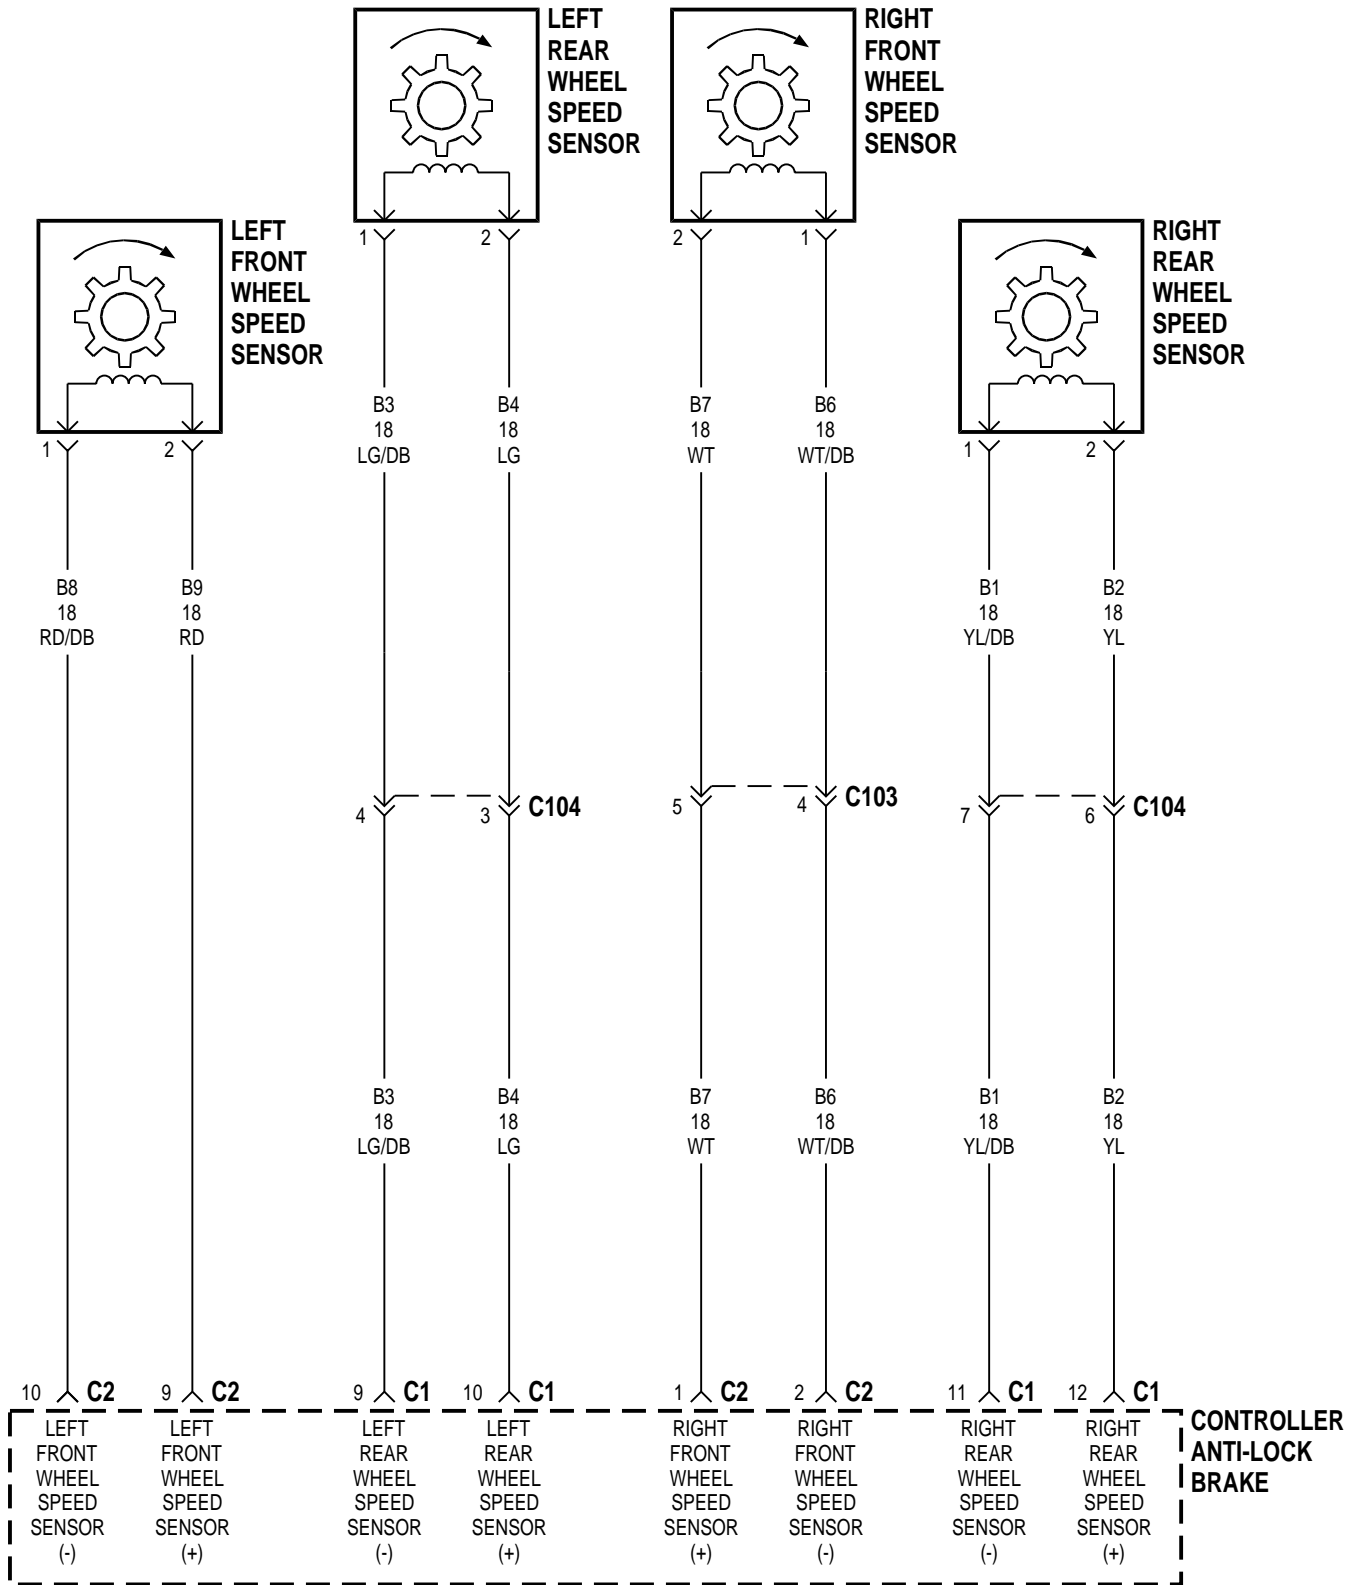 LEFT
REAR
WHEEL
SPEED
SENSOR
RIGHT
FRONT
WHEEL
SPEED
SENSOR
LEFT
FRONT
WHEEL
SPEED
SENSOR
RIGHT
REAR
WHEEL
SPEED
SENSOR
1 2 2 1
1 2 1 2
B3
18
LG/DB
B4
18
LG
B7
18
WT
B6
18
WT/DB
B8
18
RD/DB
B9
18
RD
B1
18
YL/DB
B2
18
YL
4 3 C104
5 4 C103
7 6 C104
B3
18
LG/DB
B4
18
LG
B7
18
WT
B6
18
WT/DB
B1
18
YL/DB
B2
18
YL
10 C2 9 C2 9 C1 10 C1 1 C2 2 C2 11 C1 12 C1
LEFT
FRONT
WHEEL
SPEED
SENSOR
(-)
LEFT
FRONT
WHEEL
SPEED
SENSOR
(+)
LEFT
REAR
WHEEL
SPEED
SENSOR
(-)
LEFT
REAR
WHEEL
SPEED
SENSOR
(+)
RIGHT
FRONT
WHEEL
SPEED
SENSOR
(+)
RIGHT
FRONT
WHEEL
SPEED
SENSOR
(-)
RIGHT
REAR
WHEEL
SPEED
SENSOR
(-)
RIGHT
REAR
WHEEL
SPEED
SENSOR
(+)
CONTROLLER
ANTI-LOCK
BRAKE